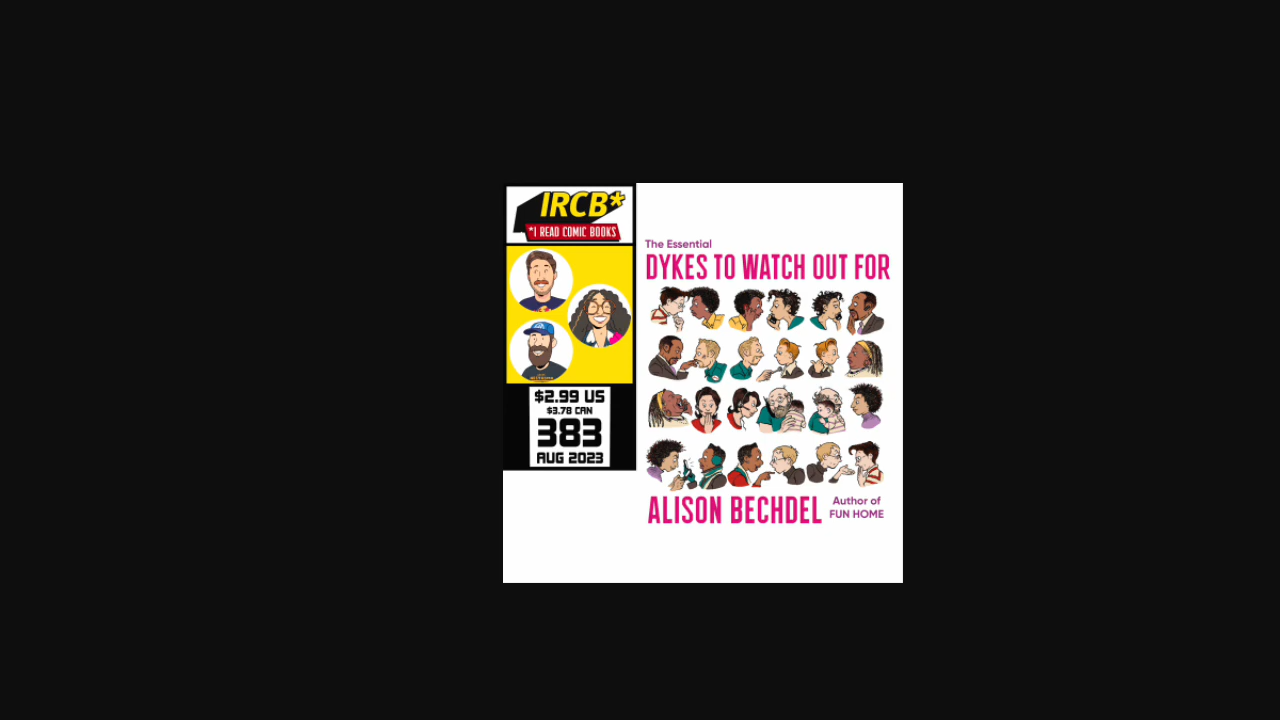 IRCB*
*I READ COMIC BOOKS
$2.99 US
$3.78 CAN
383
AUG 2023
The Essential
DYKES TO WATCH OUT FOR
ALISON BECHDEL
Author of
FUN HOME